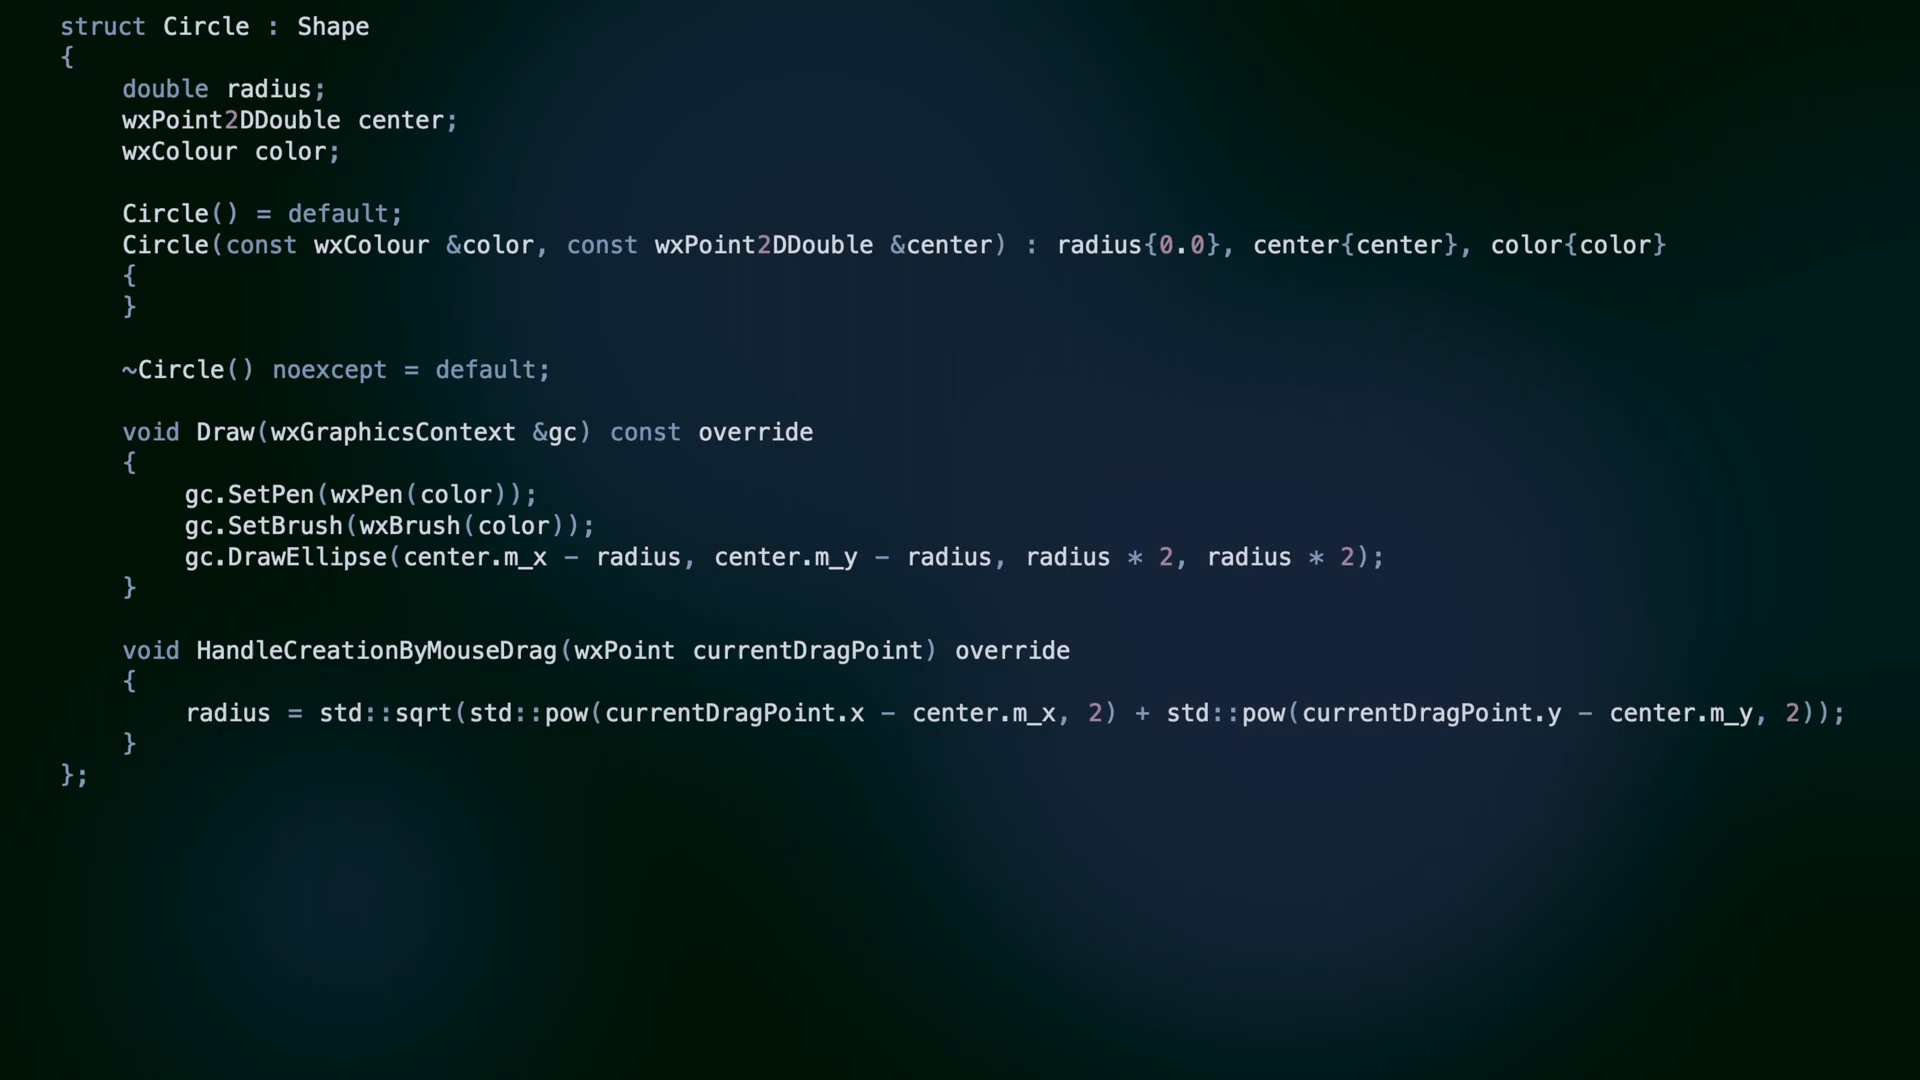 struct Circle : Shape
{
    double radius;
    wxPoint2DDouble center;
    wxColour color;

    Circle() = default;
    Circle(const wxColour &color, const wxPoint2DDouble &center) : radius{0.0}, center{center}, color{color}
    {
    }

    ~Circle() noexcept = default;

    void Draw(wxGraphicsContext &gc) const override
    {
        gc.SetPen(wxPen(color));
        gc.SetBrush(wxBrush(color));
        gc.DrawEllipse(center.m_x - radius, center.m_y - radius, radius * 2, radius * 2);
    }

    void HandleCreationByMouseDrag(wxPoint currentDragPoint) override
    {
        radius = std::sqrt(std::pow(currentDragPoint.x - center.m_x, 2) + std::pow(currentDragPoint.y - center.m_y, 2));
    }
};